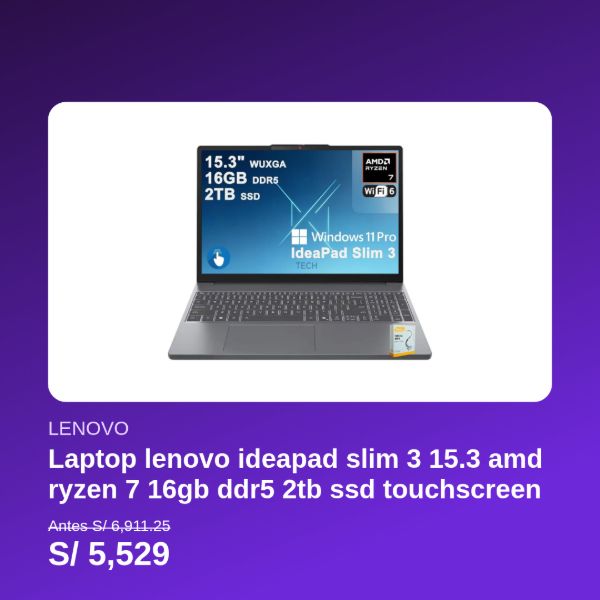 15.3" WUXGA
16GB DDR5
2TB SSD
AMD
RYZEN
7
WiFi 6
Windows 11 Pro
IdeaPad Slim 3
TECH
LENOVO
Laptop lenovo ideapad slim 3 15.3 amd
ryzen 7 16gb ddr5 2tb ssd touchscreen
Antes S/ 6,911.25
S/ 5,529